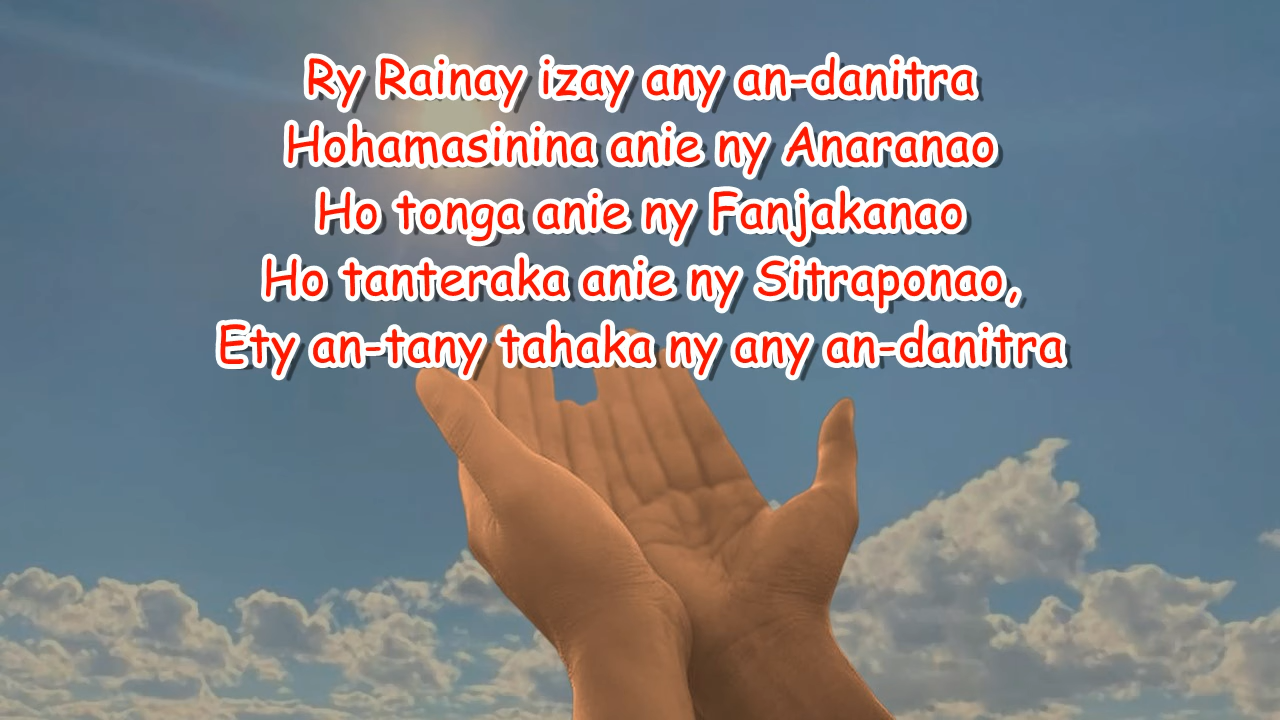 Ry Rainay izay any an-danitra
Hohamasinina anie ny Anaranao
Ho tonga anie ny Fanjakanao
Ho tanteraka anie ny Sitraponao,
Ety an-tany tahaka ny any an-danitra